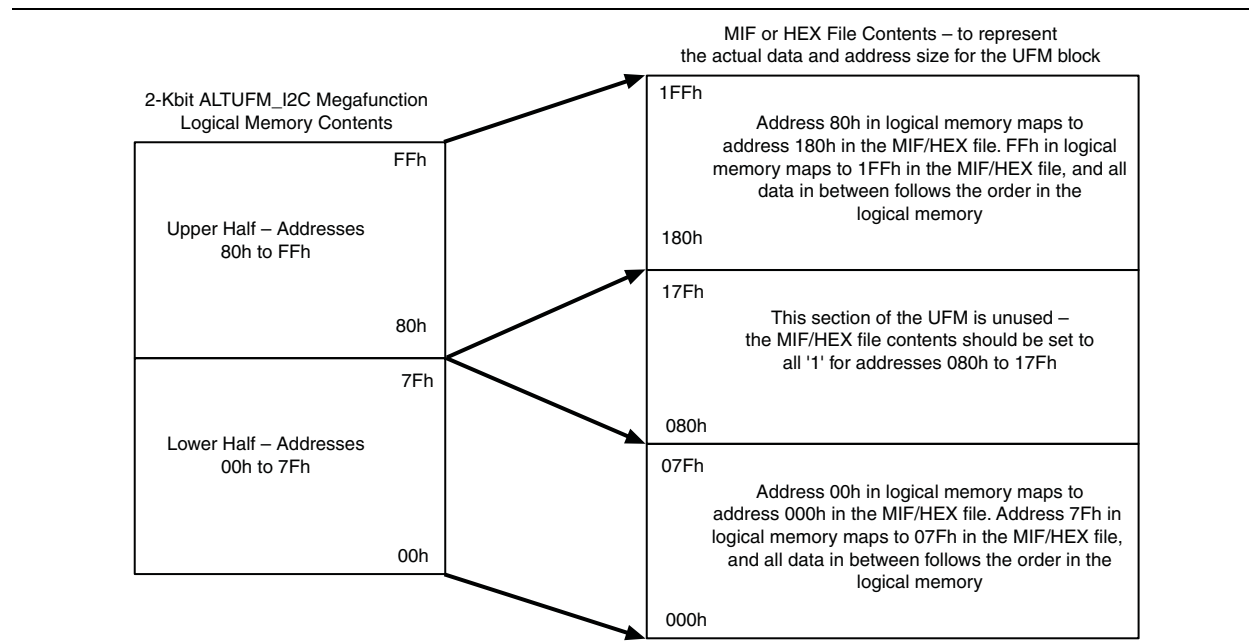 2-Kbit ALTUFM_I2C Megafunction
Logical Memory Contents
FFh
Upper Half – Addresses
80h to FFh
80h
7Fh
Lower Half – Addresses
00h to 7Fh
00h
MIF or HEX File Contents – to represent
the actual data and address size for the UFM block
1FFh
Address 80h in logical memory maps to
address 180h in the MIF/HEX file. FFh in logical
memory maps to 1FFh in the MIF/HEX file, and all
data in between follows the order in the
logical memory
180h
17Fh
This section of the UFM is unused –
the MIF/HEX file contents should be set to
all '1' for addresses 080h to 17Fh
080h
07Fh
Address 00h in logical memory maps to
address 000h in the MIF/HEX file. Address 7Fh in
logical memory maps to 07Fh in the MIF/HEX file,
and all data in between follows the order in the
logical memory
000h